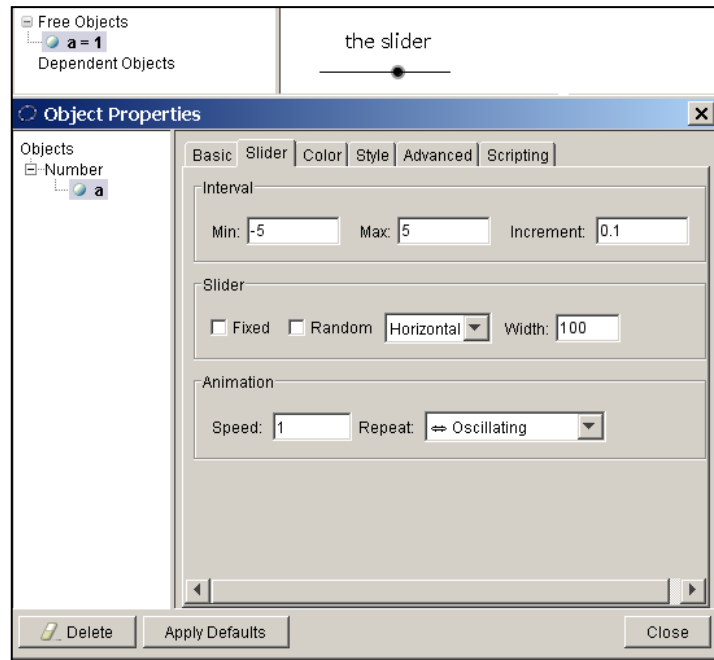 Free Objects
a = 1
Dependent Objects
the slider
Object Properties
Objects
Number
a
Basic Slider Color Style Advanced Scripting
Interval
Min: -5 Max: 5 Increment: 0.1
Slider
Fixed Random Horizontal Width: 100
Animation
Speed: 1 Repeat: ⇔ Oscillating
Delete Apply Defaults Close